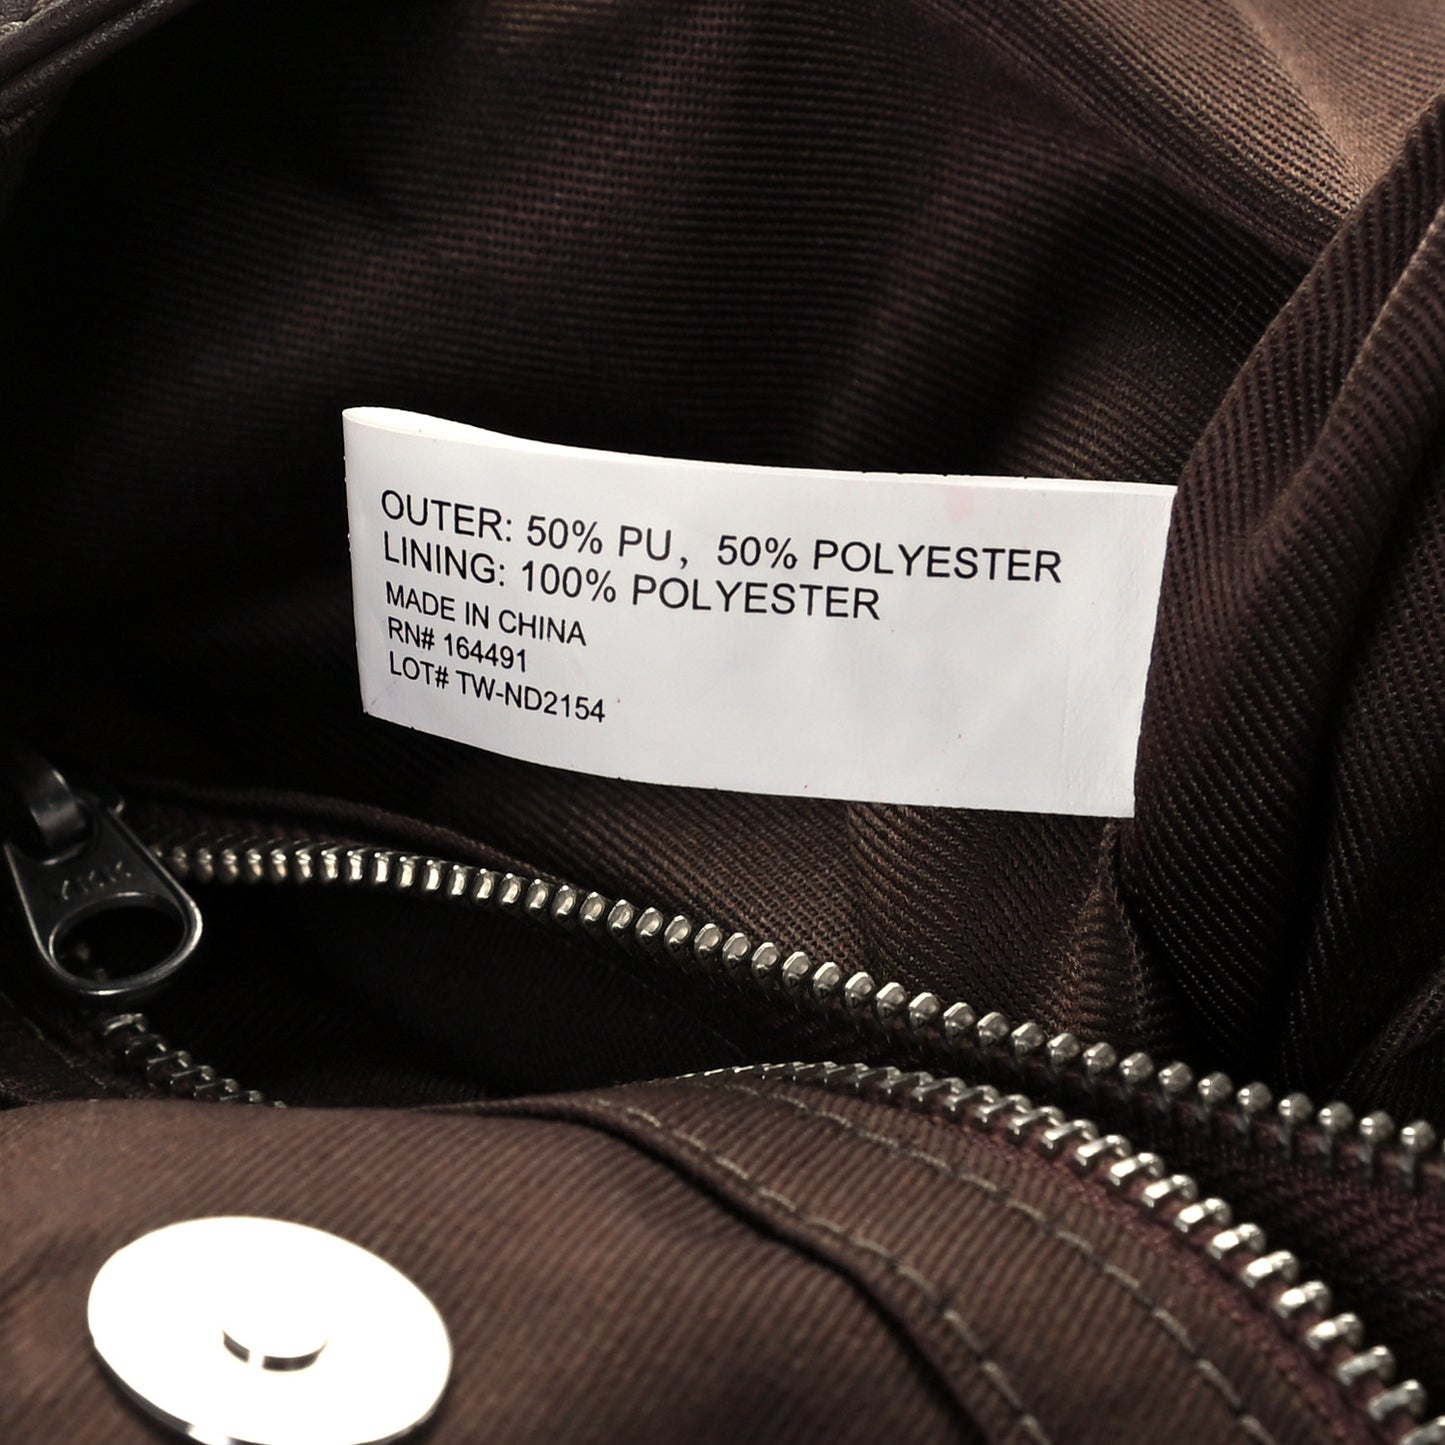 OUTER: 50% PU, 50% POLYESTER
LINING: 100% POLYESTER
MADE IN CHINA
RN# 164491
LOT# TW-ND2154